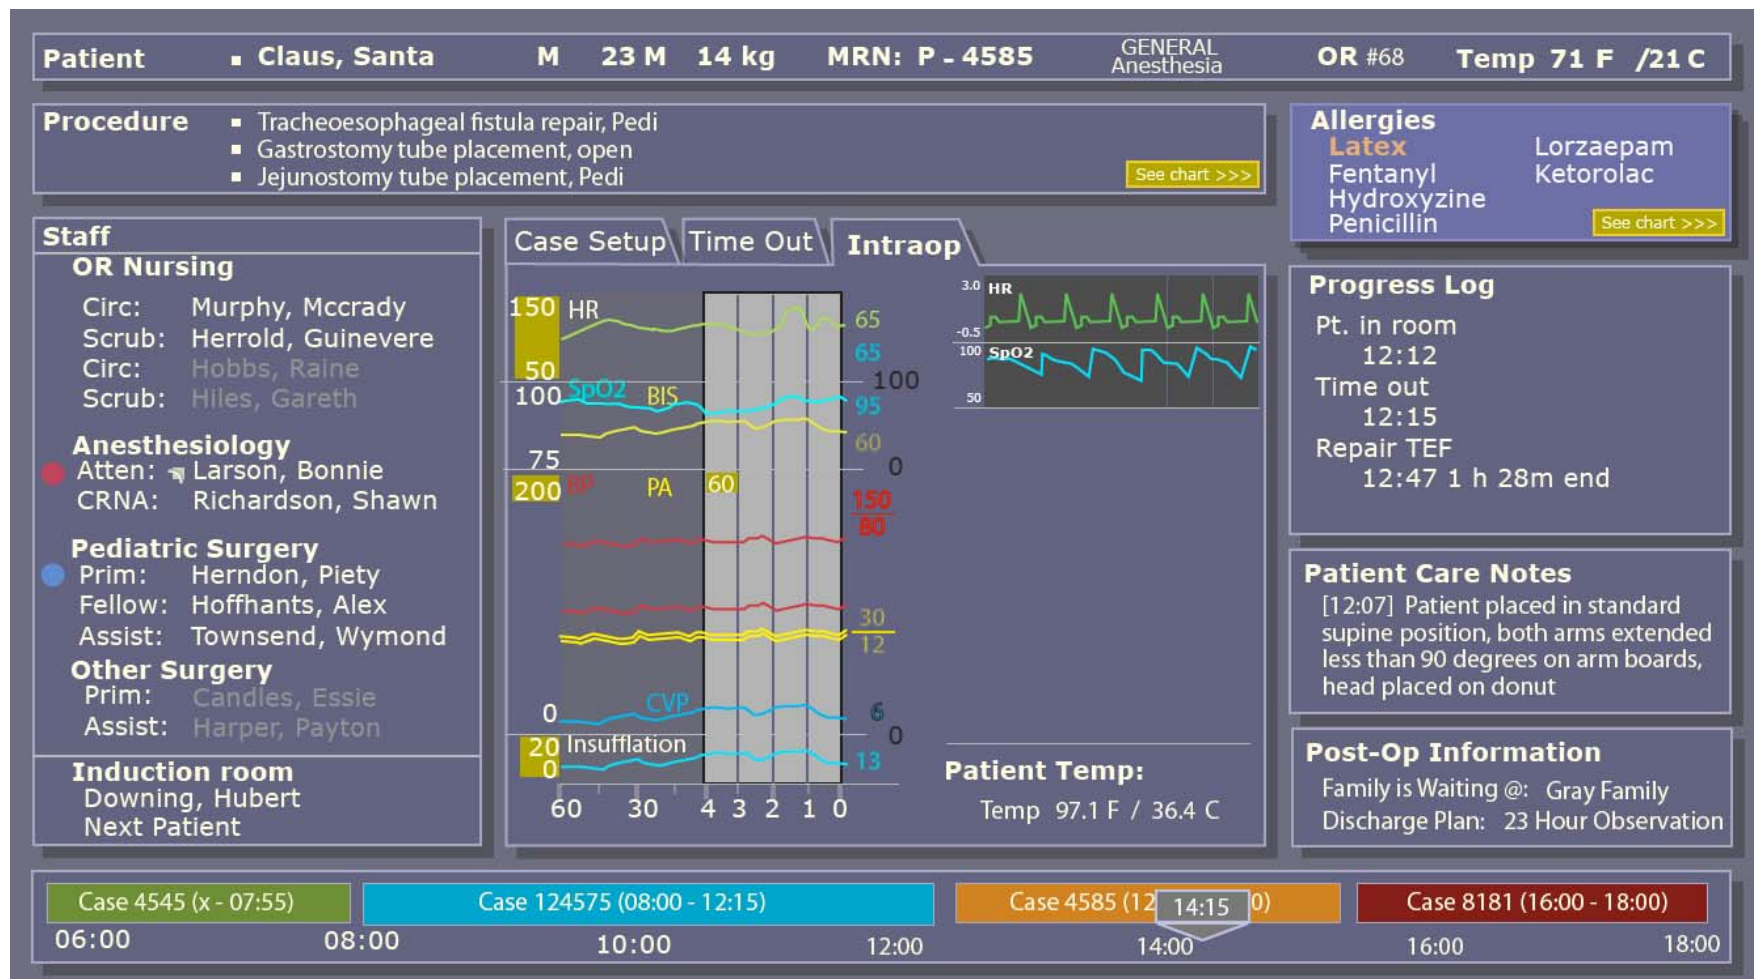 Patient ▪ Claus, Santa M 23 M 14 kg MRN: P - 4585 GENERAL Anesthesia OR #68 Temp 71 F /21 C
Procedure ▪ Tracheoesophageal fistula repair, Pedi
▪ Gastrostomy tube placement, open
▪ Jejunostomy tube placement, Pedi
See chart >>>
Allergies
Latex Lorzaepam
Fentanyl Ketorolac
Hydroxyzine
Penicillin See chart >>>
Staff
OR Nursing
Circ: Murphy, Mccrady
Scrub: Herrold, Guinevere
Circ: Hobbs, Raine
Scrub: Hiles, Gareth
Anesthesiology
Atten: Larson, Bonnie
CRNA: Richardson, Shawn
Pediatric Surgery
Prim: Herndon, Piety
Fellow: Hoffhants, Alex
Assist: Townsend, Wymond
Other Surgery
Prim: Candles, Essie
Assist: Harper, Payton
Induction room
Downing, Hubert
Next Patient
Case Setup Time Out Intraop
150 HR 65
65
50 100
100 SpO2 BIS 95
60
75 0
200 BP PA 60 150
80
30
12
0 CVP 6
0
20 Insufflation
0 13
60 30 4 3 2 1 0
3.0 HR
-0.5
100 SpO2
50
Patient Temp:
Temp 97.1 F / 36.4 C
Progress Log
Pt. in room
12:12
Time out
12:15
Repair TEF
12:47 1 h 28m end
Patient Care Notes
[12:07] Patient placed in standard
supine position, both arms extended
less than 90 degrees on arm boards,
head placed on donut
Post-Op Information
Family is Waiting @: Gray Family
Discharge Plan: 23 Hour Observation
Case 4545 (x - 07:55) Case 124575 (08:00 - 12:15) Case 4585 (12 14:15 0) Case 8181 (16:00 - 18:00)
06:00 08:00 10:00 12:00 14:00 16:00 18:00